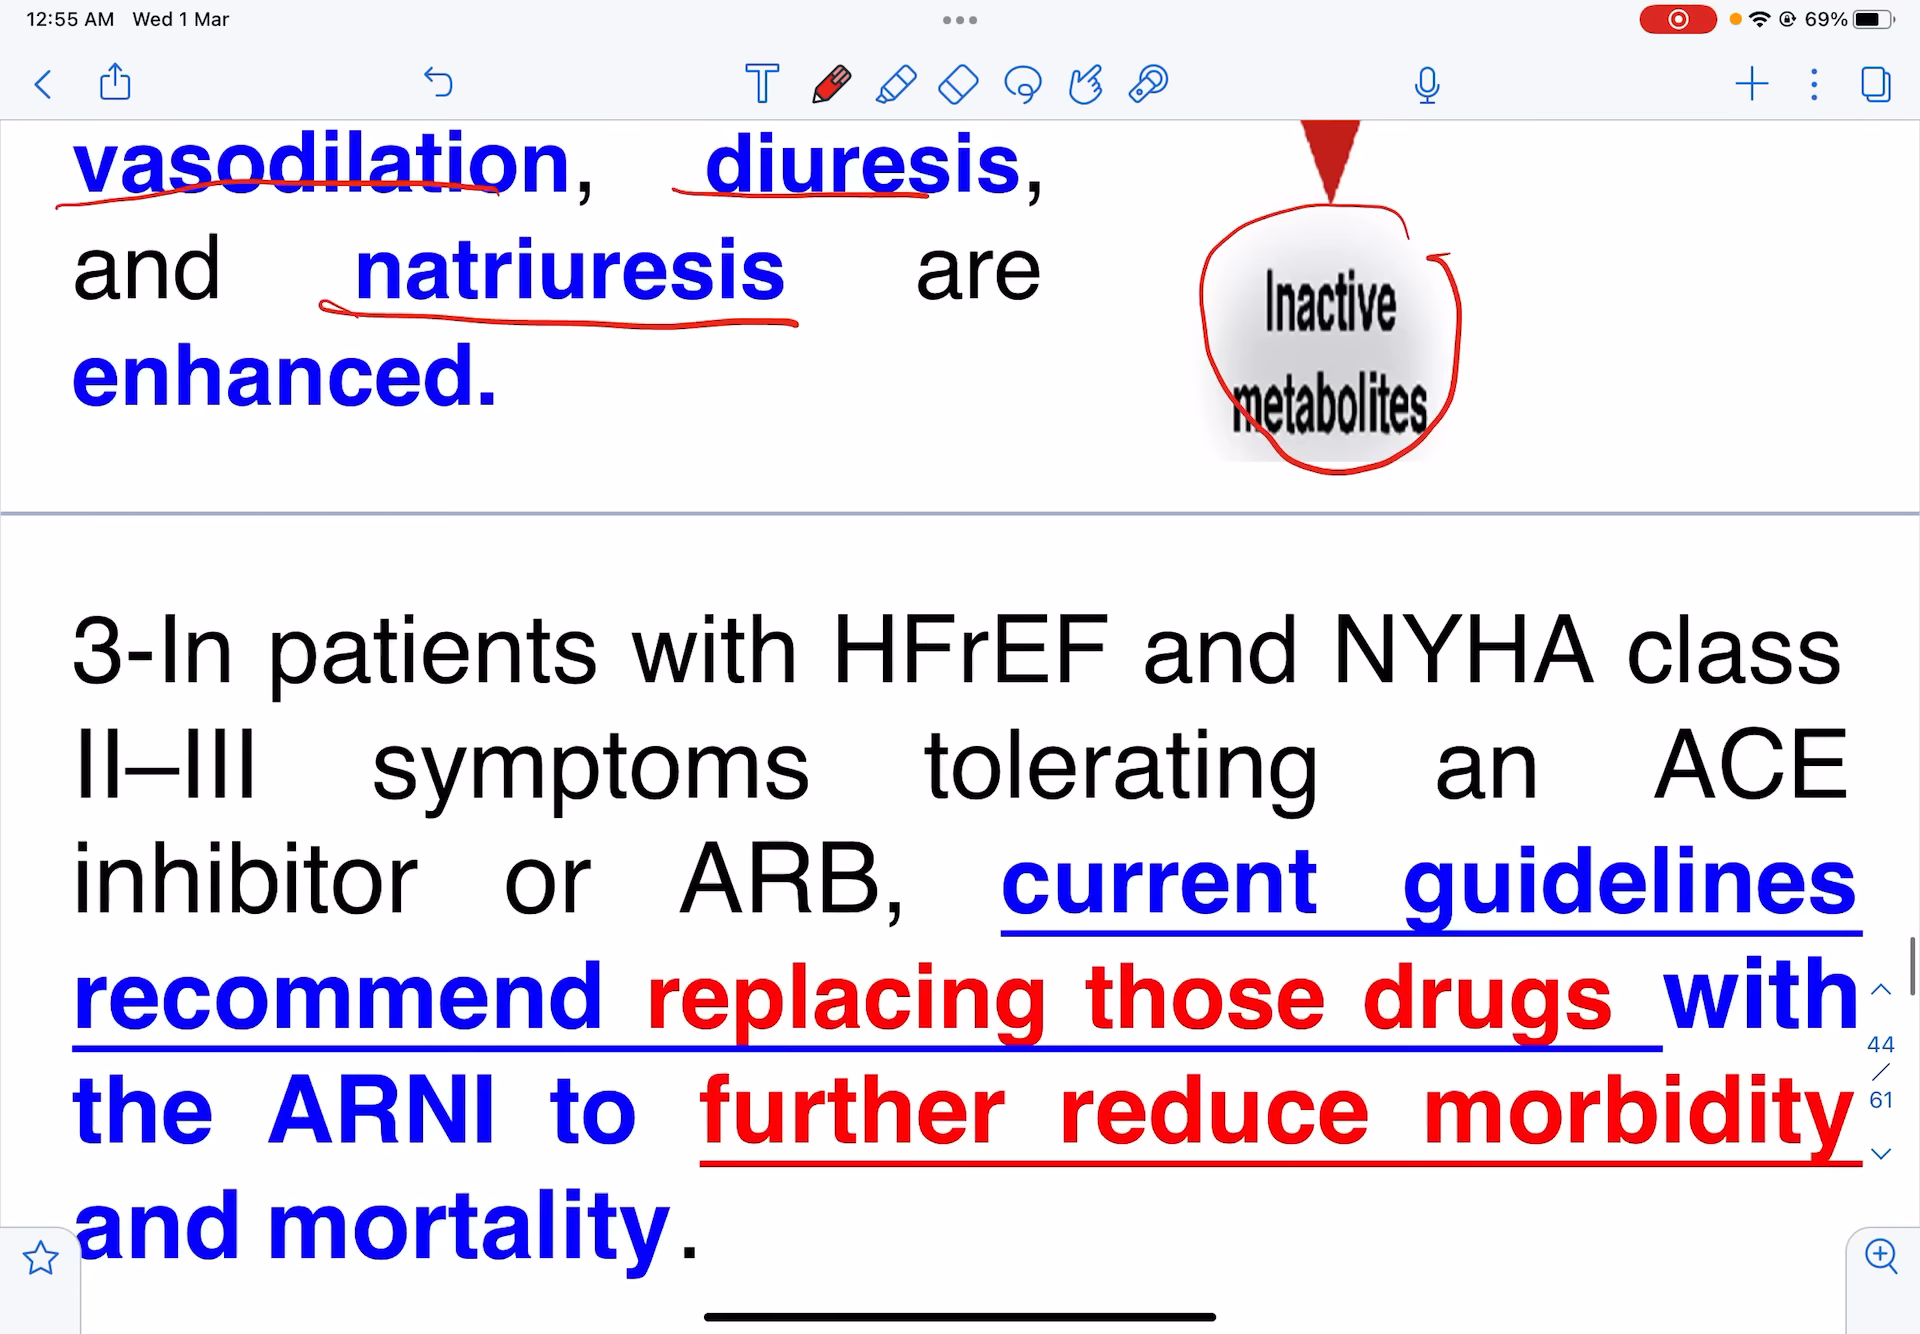 12:55 AM Wed 1 Mar
69%
vasodilation, diuresis,
and natriuresis are
enhanced.
Inactive
metabolites
3-In patients with HFrEF and NYHA class
II–III symptoms tolerating an ACE
inhibitor or ARB, current guidelines
recommend replacing those drugs with
the ARNI to further reduce morbidity
and mortality.
44
/
61